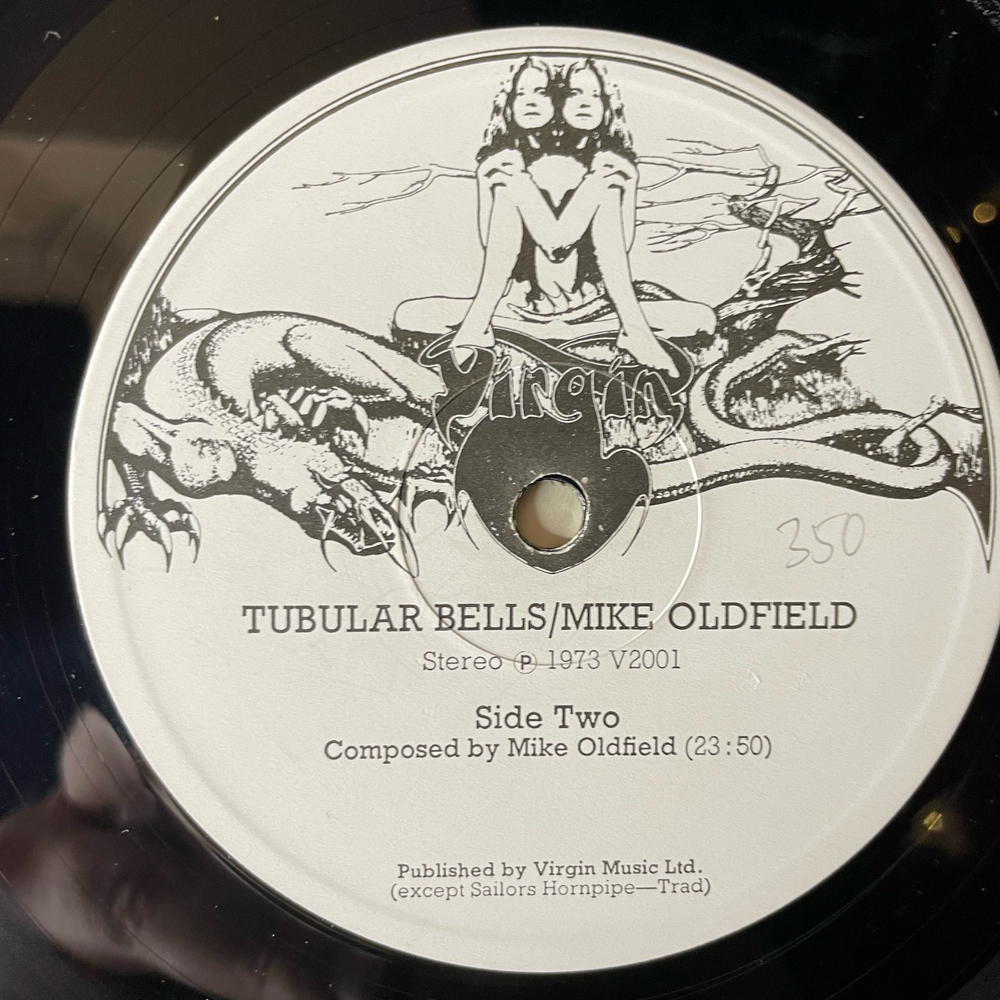 Virgin
350
TUBULAR BELLS/MIKE OLDFIELD
Stereo Ⓟ 1973 V2001
Side Two
Composed by Mike Oldfield (23:50)
Published by Virgin Music Ltd.
(except Sailors Hornpipe—Trad)